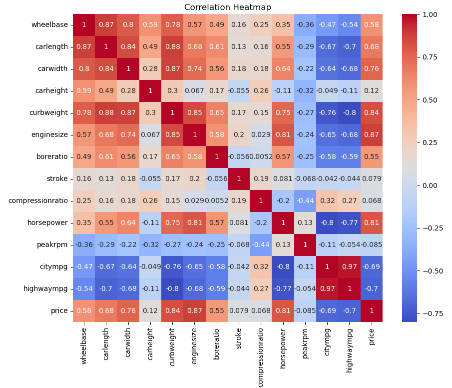 Correlation Heatmap
wheelbase 1 0.87 0.8 0.59 0.78 0.57 0.49 0.16 0.25 0.35 -0.36 -0.47 -0.54 0.58
carlength 0.87 1 0.84 0.49 0.88 0.68 0.61 0.13 0.16 0.55 -0.29 -0.67 -0.7 0.68
carwidth 0.8 0.84 1 0.28 0.87 0.74 0.56 0.18 0.18 0.64 -0.22 -0.64 -0.68 0.76
carheight 0.59 0.49 0.28 1 0.3 0.067 0.17 -0.055 0.26 -0.11 -0.32 -0.049 -0.11 0.12
curbweight 0.78 0.88 0.87 0.3 1 0.85 0.65 0.17 0.15 0.75 -0.27 -0.76 -0.8 0.84
enginesize 0.57 0.68 0.74 0.067 0.85 1 0.58 0.2 0.029 0.81 -0.24 -0.65 -0.68 0.87
boreratio 0.49 0.61 0.56 0.17 0.65 0.58 1 -0.056 0.0052 0.57 -0.25 -0.58 -0.59 0.55
stroke 0.16 0.13 0.18 -0.055 0.17 0.2 -0.056 1 0.19 0.081 -0.068 -0.042 -0.044 0.079
compressionratio 0.25 0.16 0.18 0.26 0.15 0.029 0.0052 0.19 1 -0.2 -0.44 0.32 0.27 0.068
horsepower 0.35 0.55 0.64 -0.11 0.75 0.81 0.57 0.081 -0.2 1 0.13 -0.8 -0.77 0.81
peakrpm -0.36 -0.29 -0.22 -0.32 -0.27 -0.24 -0.25 -0.068 -0.44 0.13 1 -0.11 -0.054 -0.085
citympg -0.47 -0.67 -0.64 -0.049 -0.76 -0.65 -0.58 -0.042 0.32 -0.8 -0.11 1 0.97 -0.69
highwaympg -0.54 -0.7 -0.68 -0.11 -0.8 -0.68 -0.59 -0.044 0.27 -0.77 -0.054 0.97 1 -0.7
price 0.58 0.68 0.76 0.12 0.84 0.87 0.55 0.079 0.068 0.81 -0.085 -0.69 -0.7 1
wheelbase
carlength
carwidth
carheight
curbweight
enginesize
boreratio
stroke
compressionratio
horsepower
peakrpm
citympg
highwaympg
price
1.00
0.75
0.50
0.25
0.00
−0.25
−0.50
−0.75